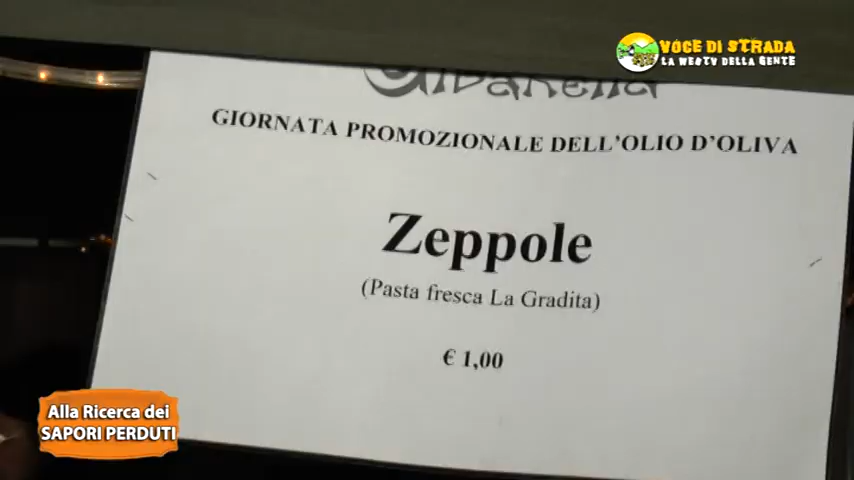 VOCE DI STRADA
LA WEBTV DELLA GENTE
GIORNATA PROMOZIONALE DELL'OLIO D'OLIVA
Zeppole
(Pasta fresca La Gradita)
€ 1,00
Alla Ricerca dei
SAPORI PERDUTI